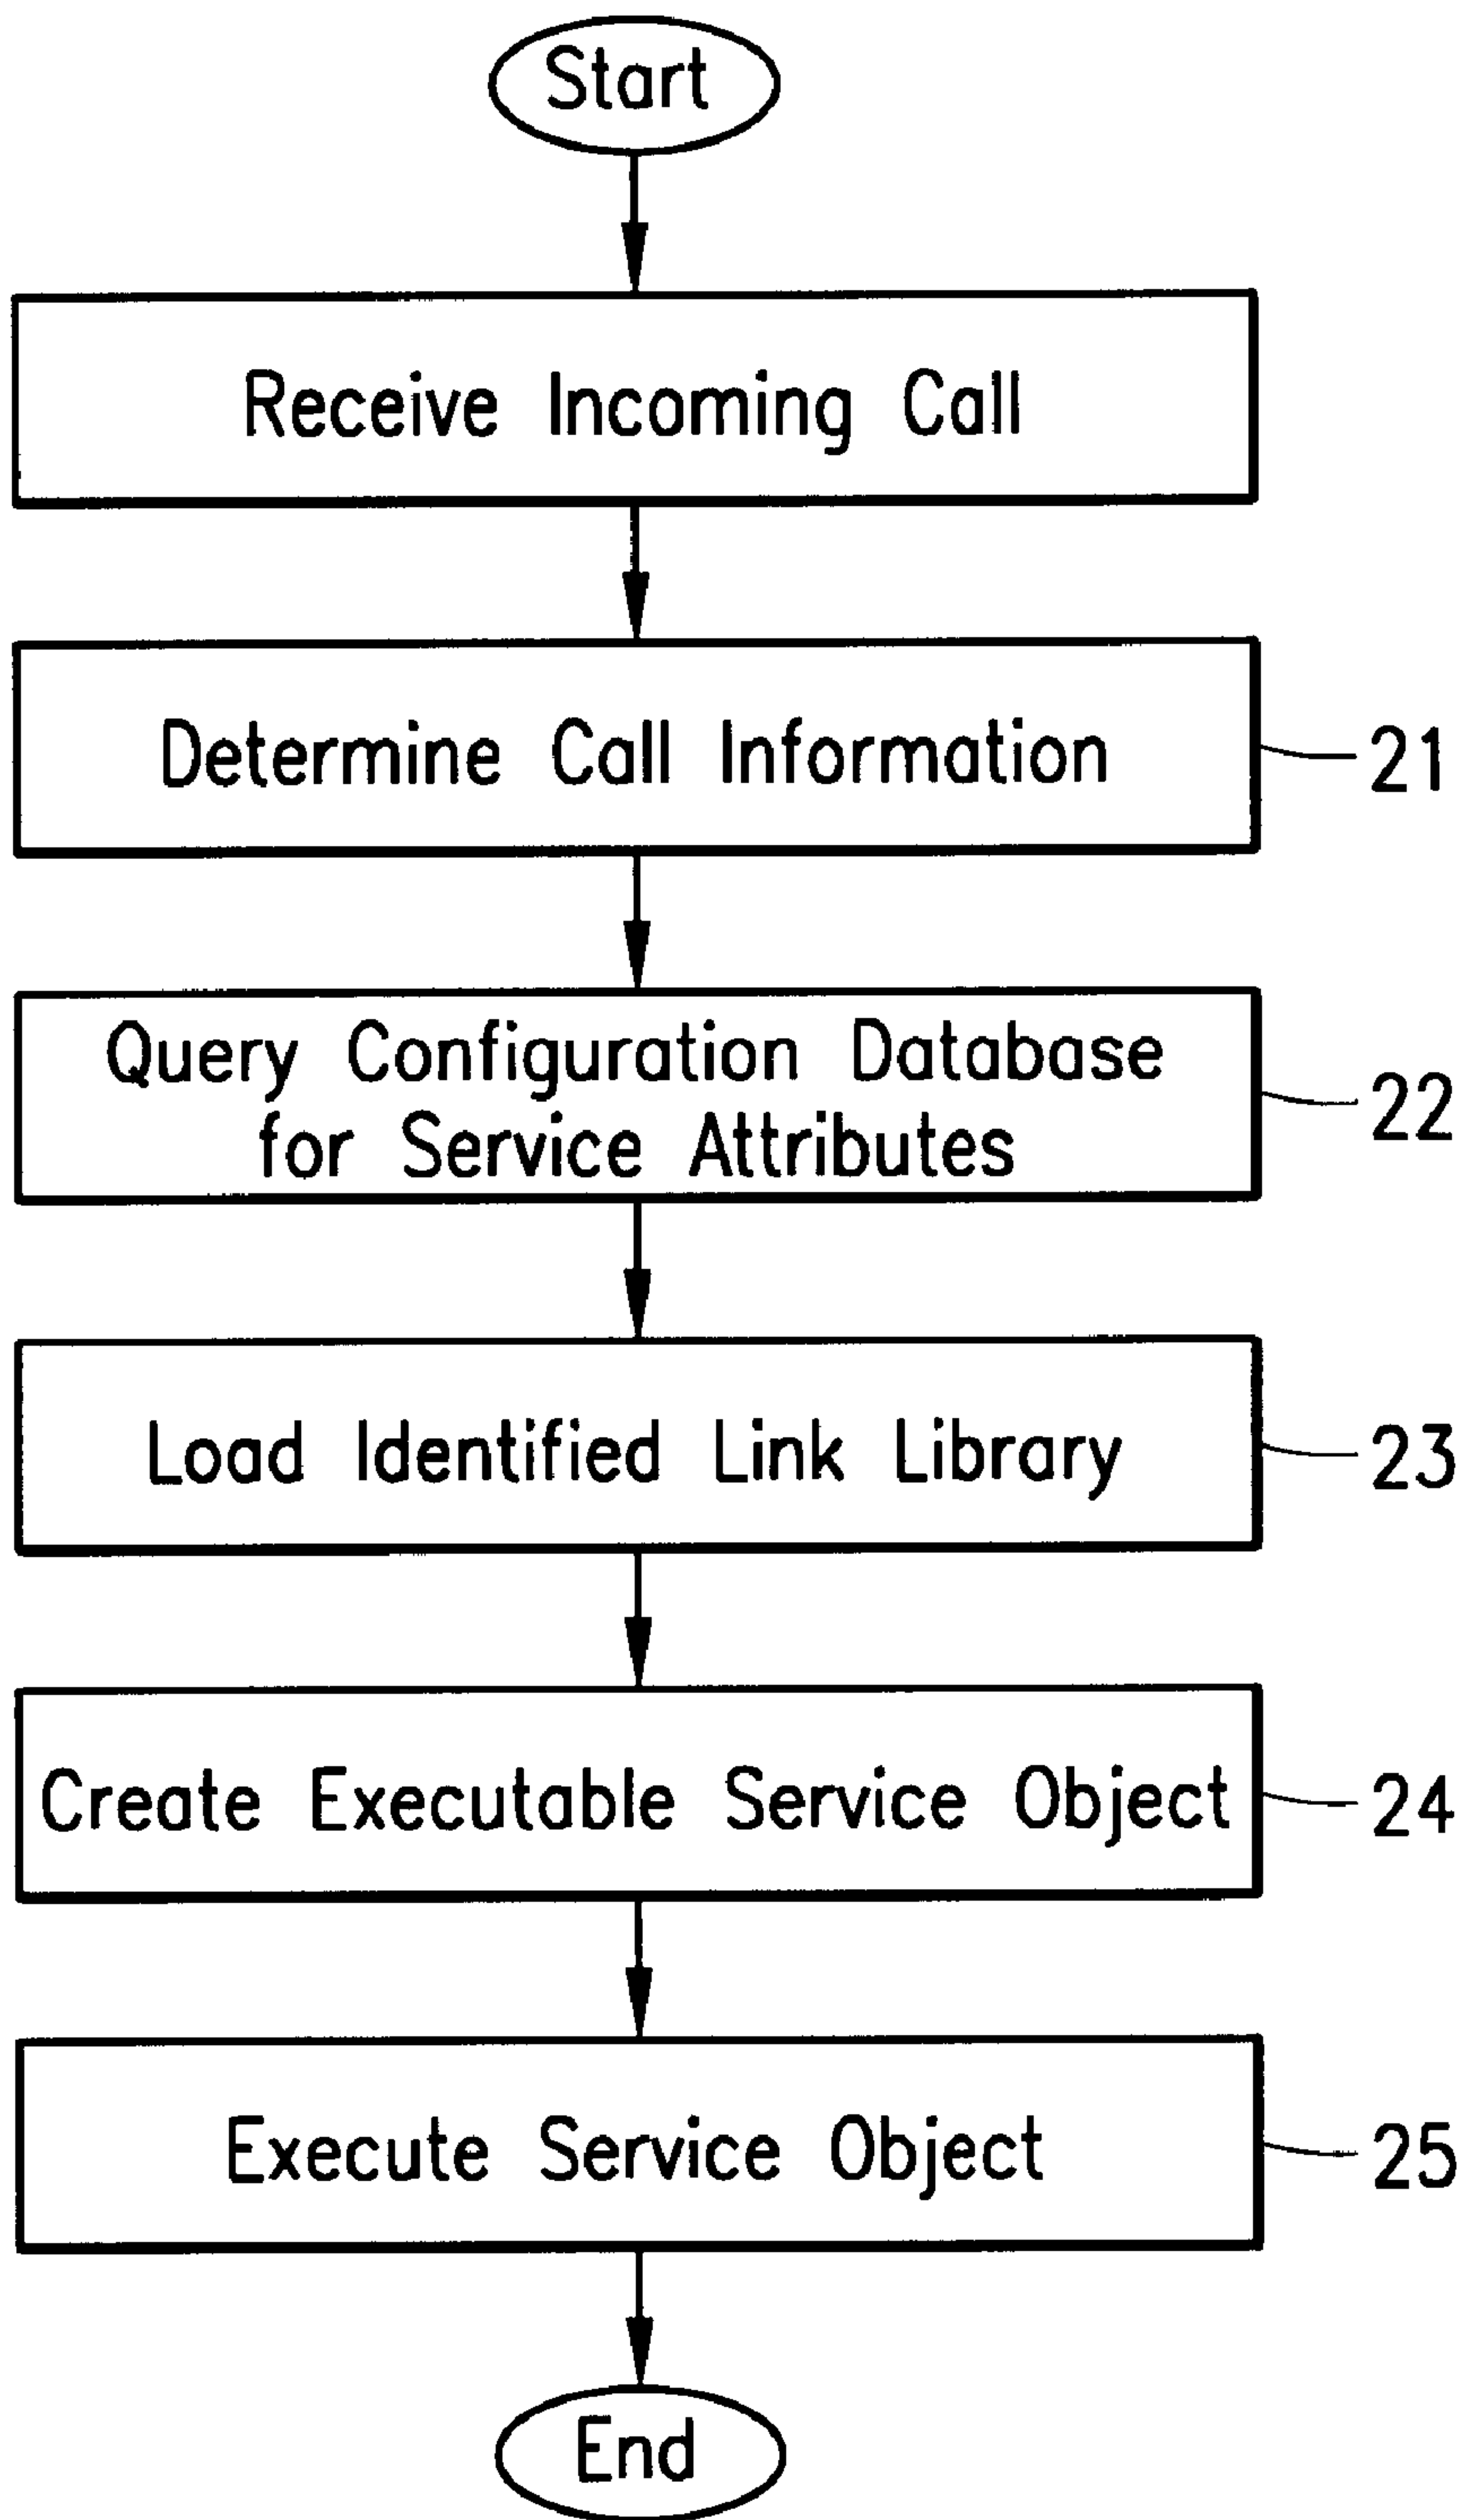 Start
Receive Incoming Call
Determine Call Information
21
Query Configuration Database
for Service Attributes
22
Load Identified Link Library
23
Create Executable Service Object
24
Execute Service Object
25
End